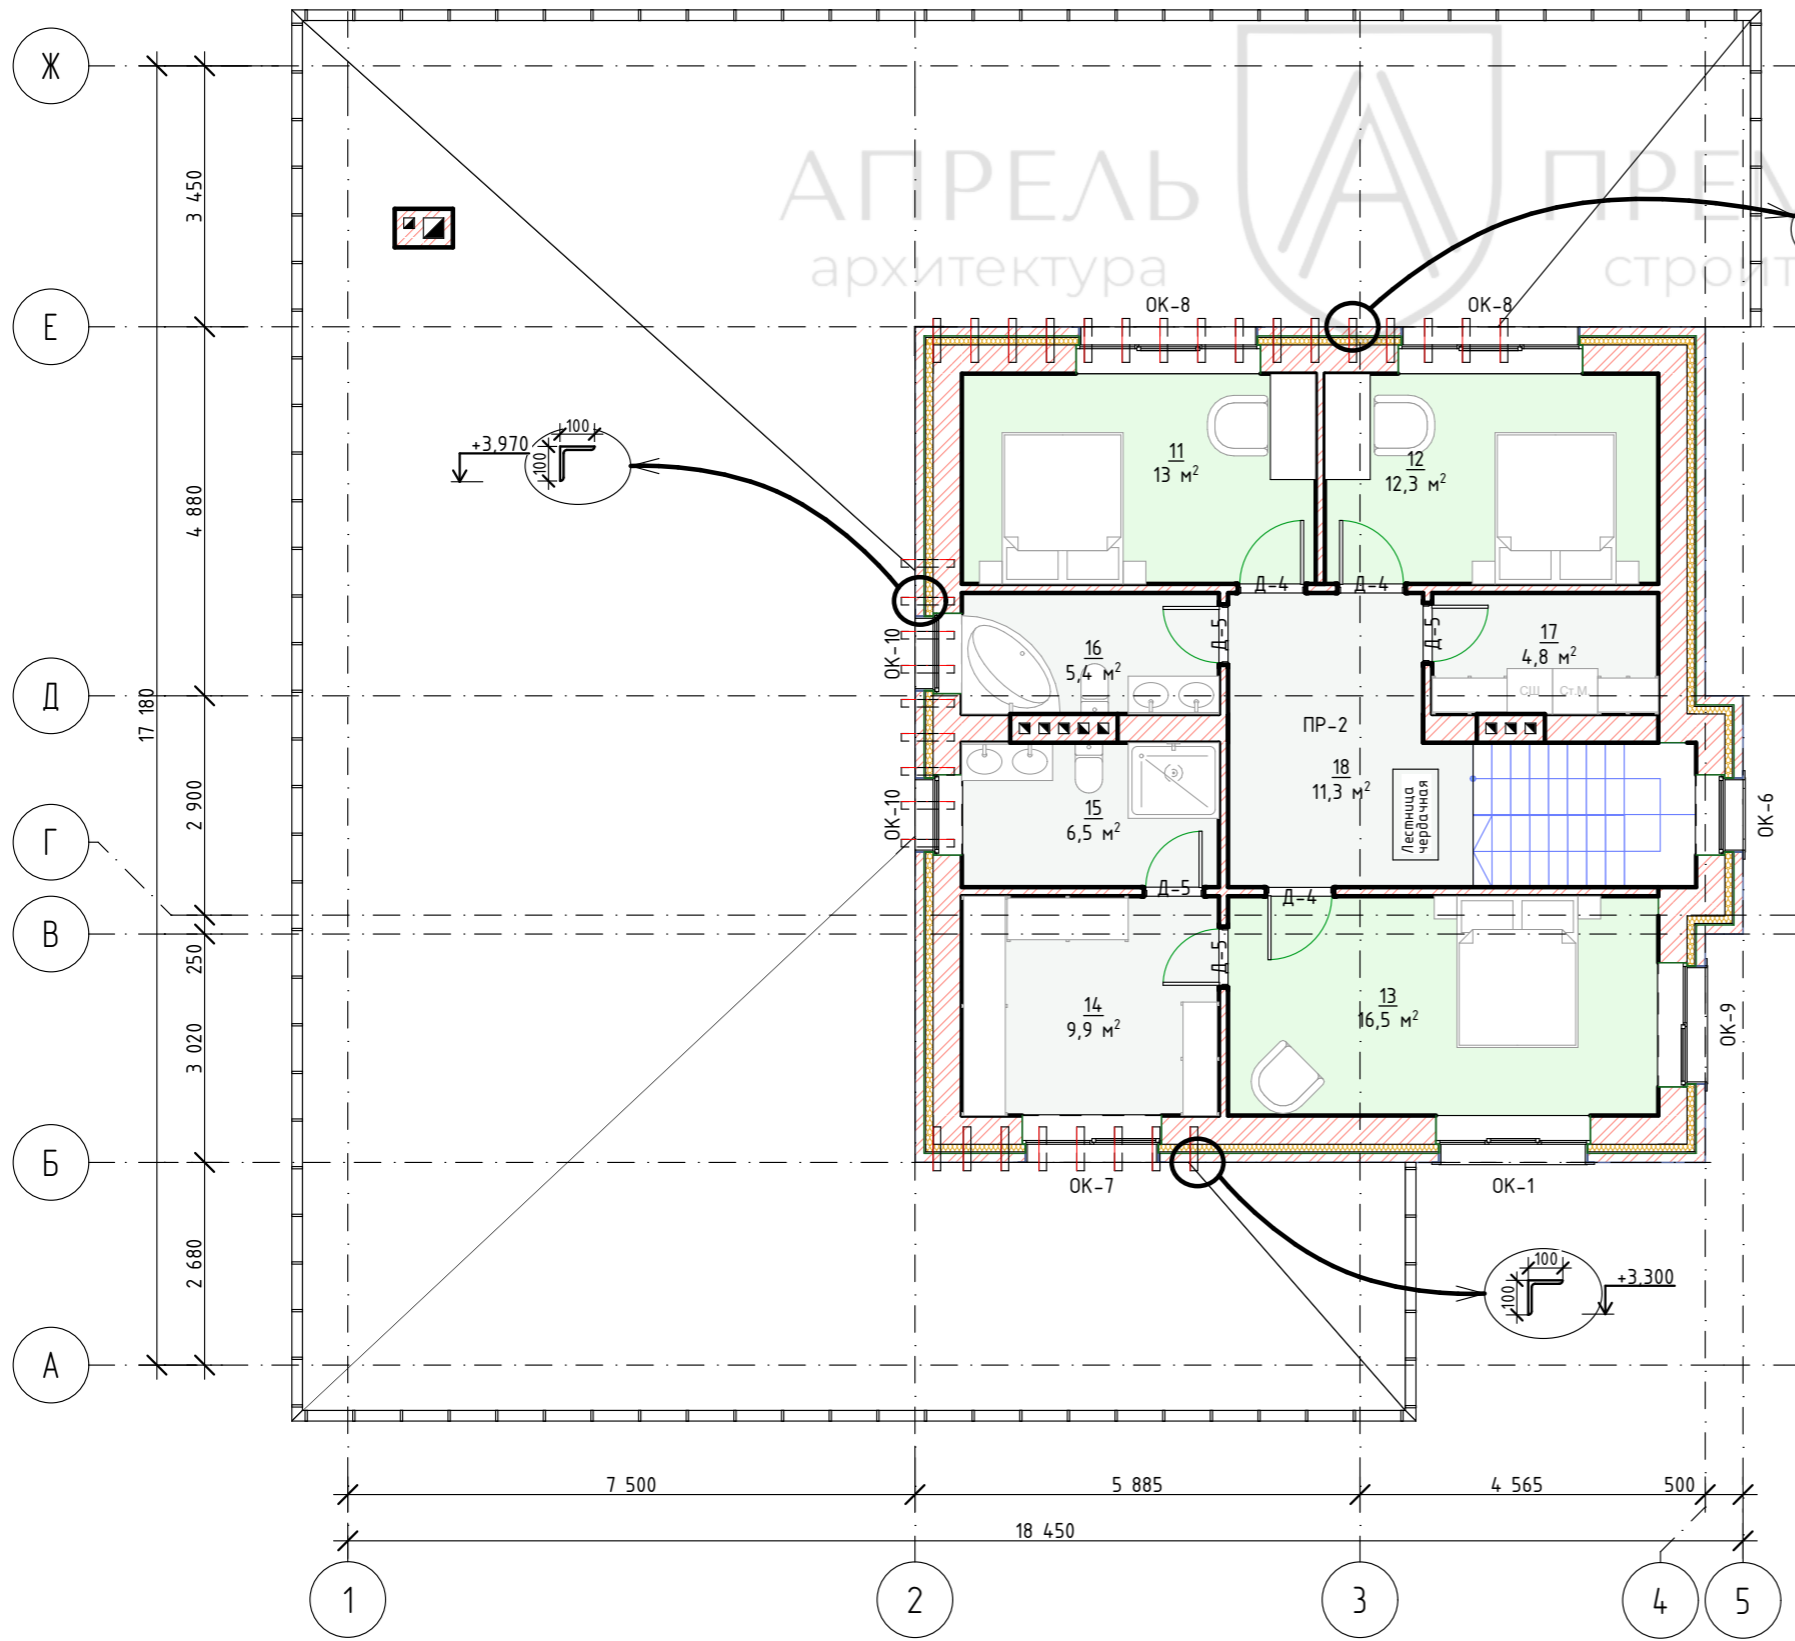 Ж
Е
Д
Г
В
Б
А
17 180
3 450
4 880
2 900
250
3 020
2 680
АПРЕЛЬ
архитектура
ПРЕЛ
строит
ОК-8
ОК-8
+3,970
100
100
11
13 м²
12
12,3 м²
Д-4
Д-4
Д-5
Д-5
16
5,4 м²
17
4,8 м²
СШ
Ст.М
ОК-10
ОК-10
ПР-2
18
11,3 м²
Лестница
чердачная
15
6,5 м²
ОК-6
Д-5
Д-4
Д-5
14
9,9 м²
13
16,5 м²
ОК-9
ОК-7
ОК-1
100
100
+3,300
7 500
5 885
4 565
500
18 450
1
2
3
4
5